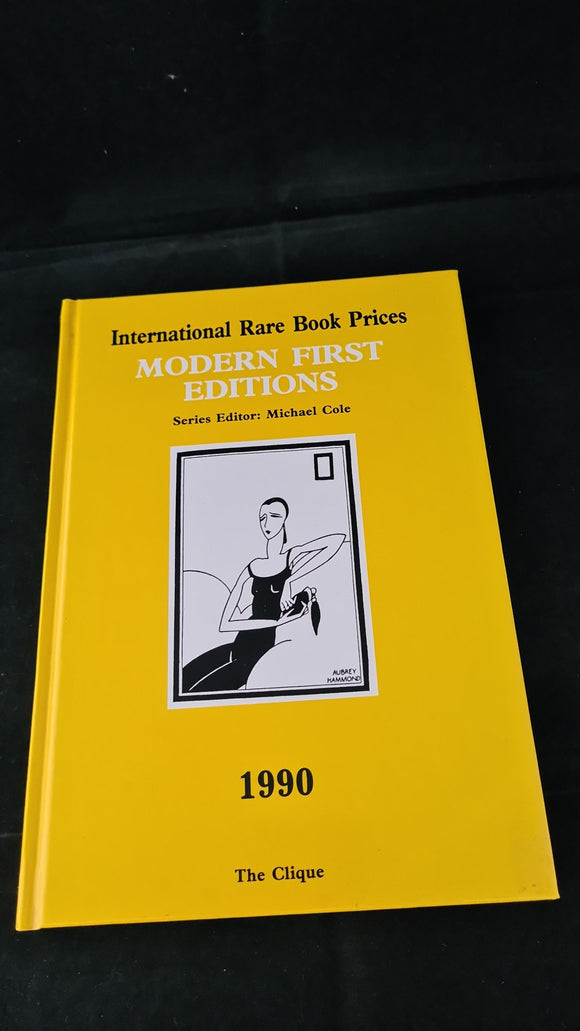 International Rare Book Prices
MODERN FIRST
EDITIONS
Series Editor: Michael Cole
AUBREY
HAMMOND
1990
The Clique